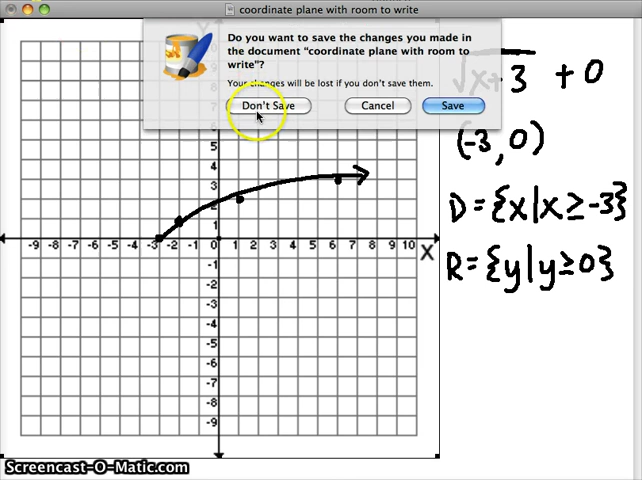 coordinate plane with room to write
Do you want to save the changes you made in
the document “coordinate plane with room to
write”?
Your changes will be lost if you don’t save them.
Don't Save
Cancel
Save
√x+3 + 0
(-3, 0)
D = {x|x ≥ -3}
R = {y|y ≥ 0}
4
3
2
1
-9 -8 -7 -6 -5 -4 -3 -2 -1 0 1 2 3 4 5 6 7 8 9 10 X
-1
-2
-3
-4
-5
-6
-7
-8
-9
Screencast-O-Matic.com